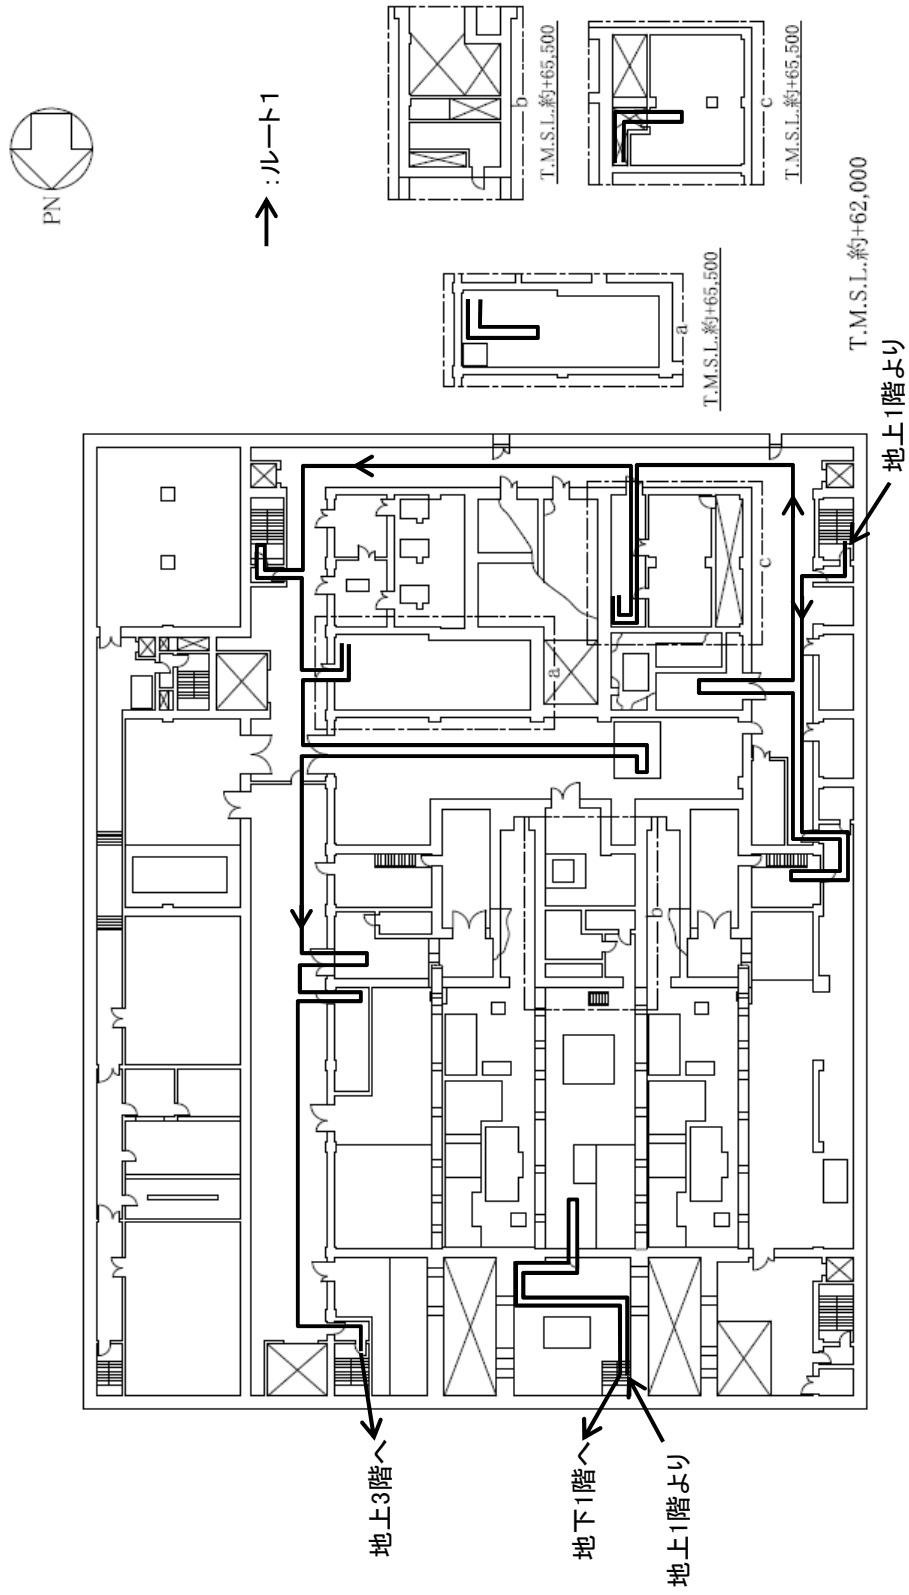 PN
:ルート1
b
T.M.S.L.約+65,500
c
T.M.S.L.約+65,500
a
T.M.S.L.約+65,500
T.M.S.L.約+62,000
地上1階より
a
b
c
地上3階へ
地下1階へ
地上1階より